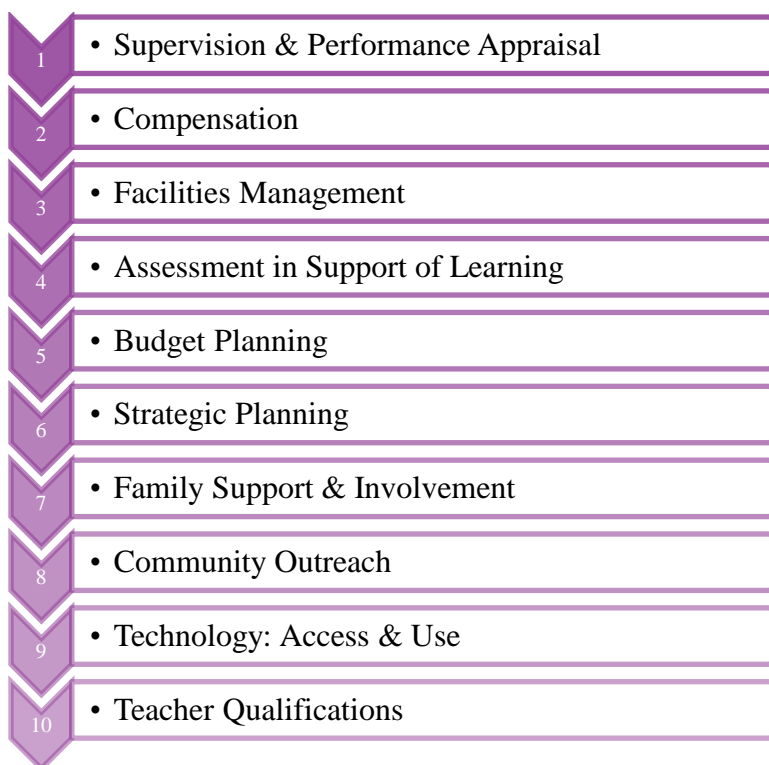 1 • Supervision & Performance Appraisal
2 • Compensation
3 • Facilities Management
4 • Assessment in Support of Learning
5 • Budget Planning
6 • Strategic Planning
7 • Family Support & Involvement
8 • Community Outreach
9 • Technology: Access & Use
10 • Teacher Qualifications